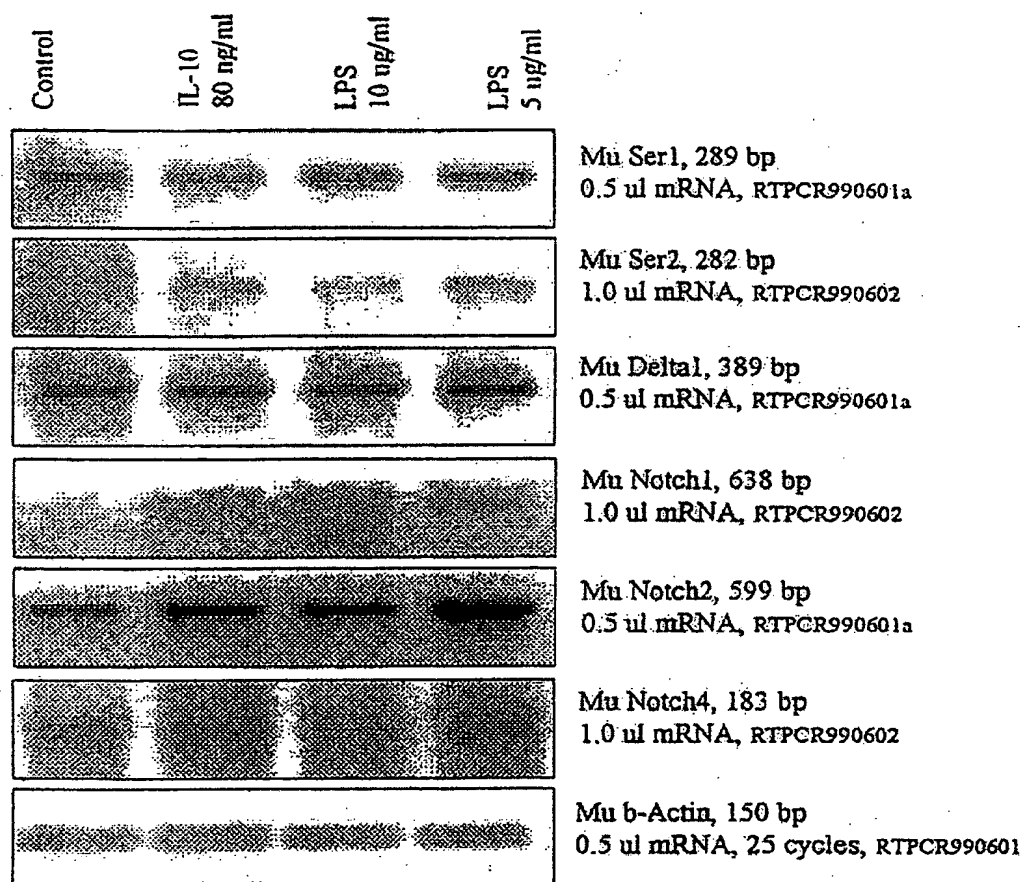 Control
IL-10
80 ng/ml
LPS
10 ng/ml
LPS
5 ug/ml
Mu Ser1, 289 bp
0.5 ul mRNA, RTPCR990601a
Mu Ser2, 282 bp
1.0 ul mRNA, RTPCR990602
Mu Delta1, 389 bp
0.5 ul mRNA, RTPCR990601a
Mu Notch1, 638 bp
1.0 ul mRNA, RTPCR990602
Mu Notch2, 599 bp
0.5 ul mRNA, RTPCR990601a
Mu Notch4, 183 bp
1.0 ul mRNA, RTPCR990602
Mu b-Actin, 150 bp
0.5 ul mRNA, 25 cycles, RTPCR990601